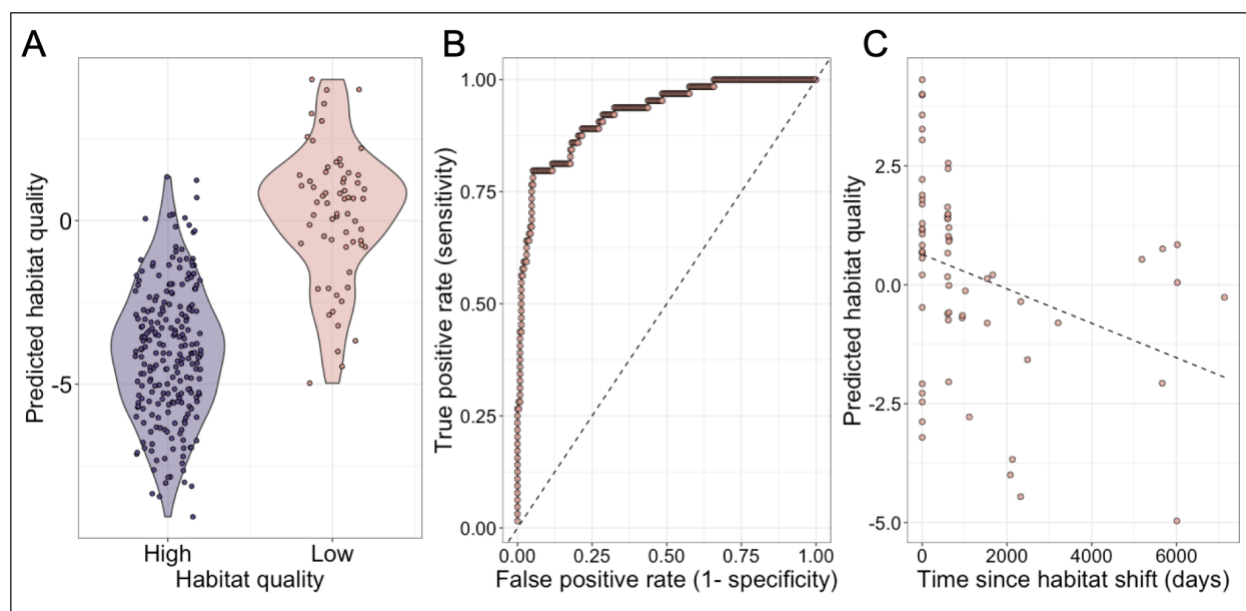 A
Predicted habitat quality
0
-5
High
Low
Habitat quality
B
True positive rate (sensitivity)
1.00
0.75
0.50
0.25
0.00
0.00
0.25
0.50
0.75
1.00
False positive rate (1- specificity)
C
Predicted habitat quality
2.5
0.0
-2.5
-5.0
0
2000
4000
6000
Time since habitat shift (days)